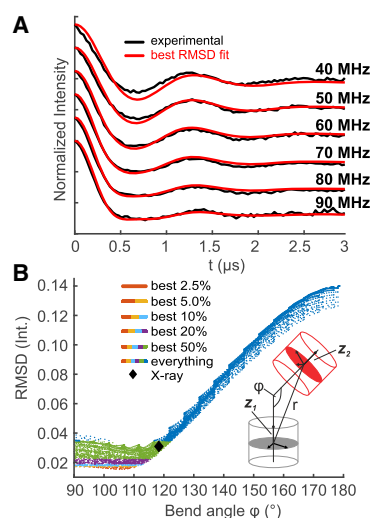 A
experimental
best RMSD fit
40 MHz
50 MHz
60 MHz
70 MHz
80 MHz
90 MHz
Normalized Intensity
0 0.5 1 1.5 2 2.5 3
t (μs)
B
best 2.5%
best 5.0%
best 10%
best 20%
best 50%
everything
X-ray
RMSD (Int.)
0.14
0.12
0.10
0.08
0.06
0.04
0.02
z2
φ
z1
r
90 100 110 120 130 140 150 160 170 180
Bend angle φ (°)